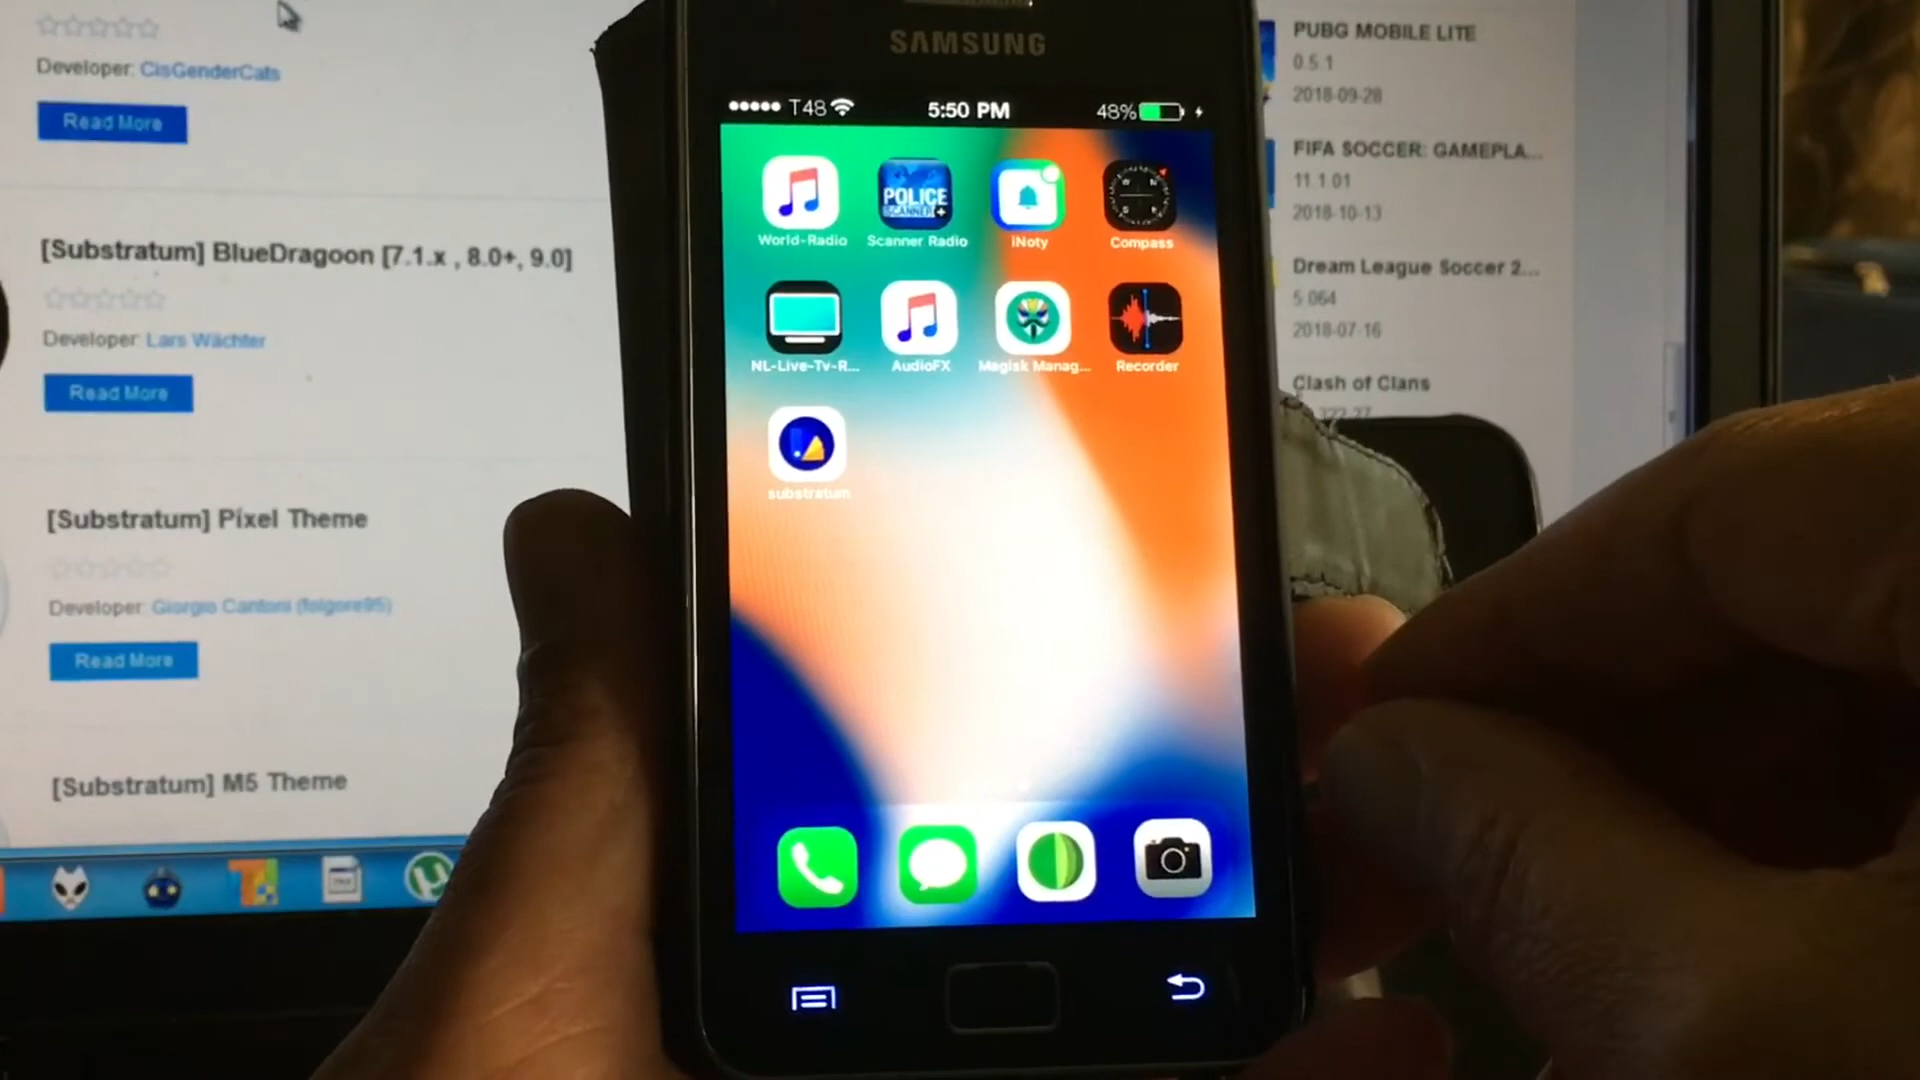 Developer: CisGenderCats
Read More
[Substratum] BlueDragoon [7.1.x , 8.0+, 9.0]
Developer: Lars Wächter
Read More
[Substratum] Pixel Theme
Developer: Giorgio Cantoni (folgore95)
Read More
[Substratum] M5 Theme
SAMSUNG
T48 5:50 PM 48%
POLICE
SCANNER+
World-Radio Scanner Radio iNoty Compass
NL-Live-Tv-R... AudioFX Magisk Manag... Recorder
substratum
PUBG MOBILE LITE
0.5.1
2018-09-28
FIFA SOCCER: GAMEPLA...
11.1.01
2018-10-13
Dream League Soccer 2...
5.064
2018-07-16
Clash of Clans